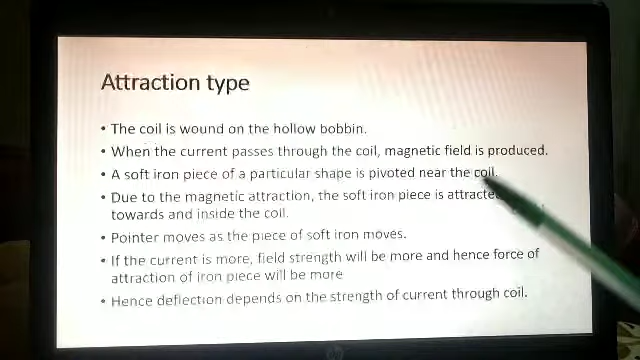 Attraction type
• The coil is wound on the hollow bobbin.
• When the current passes through the coil, magnetic field is produced.
• A soft iron piece of a particular shape is pivoted near the coil.
• Due to the magnetic attraction, the soft iron piece is attracted
towards and inside the coil.
• Pointer moves as the piece of soft iron moves.
• If the current is more, field strength will be more and hence force of
attraction of iron piece will be more
• Hence deflection depends on the strength of current through coil.